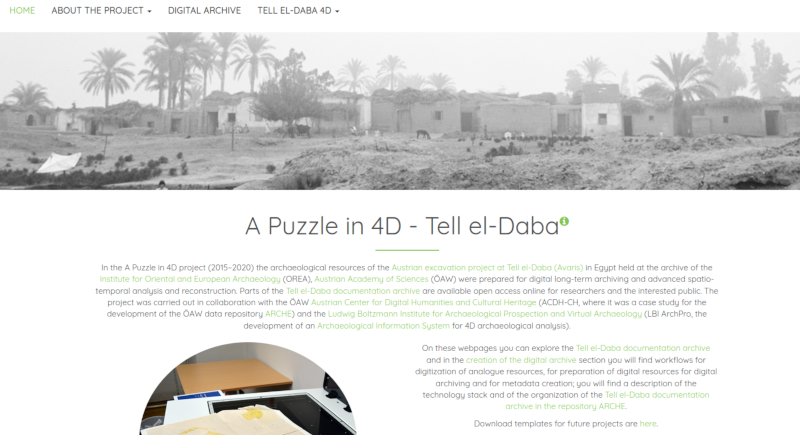 HOME ABOUT THE PROJECT DIGITAL ARCHIVE TELL EL-DABA 4D
A Puzzle in 4D - Tell el-Daba
In the A Puzzle in 4D project (2015–2020) the archaeological resources of the Austrian excavation project at Tell el-Daba (Avaris) in Egypt held at the archive of the
Institute for Oriental and European Archaeology (OREA), Austrian Academy of Sciences (ÖAW) were prepared for digital long-term archiving and advanced spatio-
temporal analysis and reconstruction. Parts of the Tell el-Daba documentation archive are available open access online for researchers and the interested public. The
project was carried out in collaboration with the ÖAW Austrian Center for Digital Humanities and Cultural Heritage (ACDH-CH, where it was a case study for the
development of the ÖAW data repository ARCHE) and the Ludwig Boltzmann Institute for Archaeological Prospection and Virtual Archaeology (LBI ArchPro, the
development of an Archaeological Information System for 4D archaeological analysis).
On these webpages you can explore the Tell el-Daba documentation archive
and in the creation of the digital archive section you will find workflows for
digitization of analogue resources, for preparation of digital resources for digital
archiving and for metadata creation; you will find a description of the
technology stack and of the organization of the Tell el-Daba documentation
archive in the repository ARCHE.
Download templates for future projects are here.